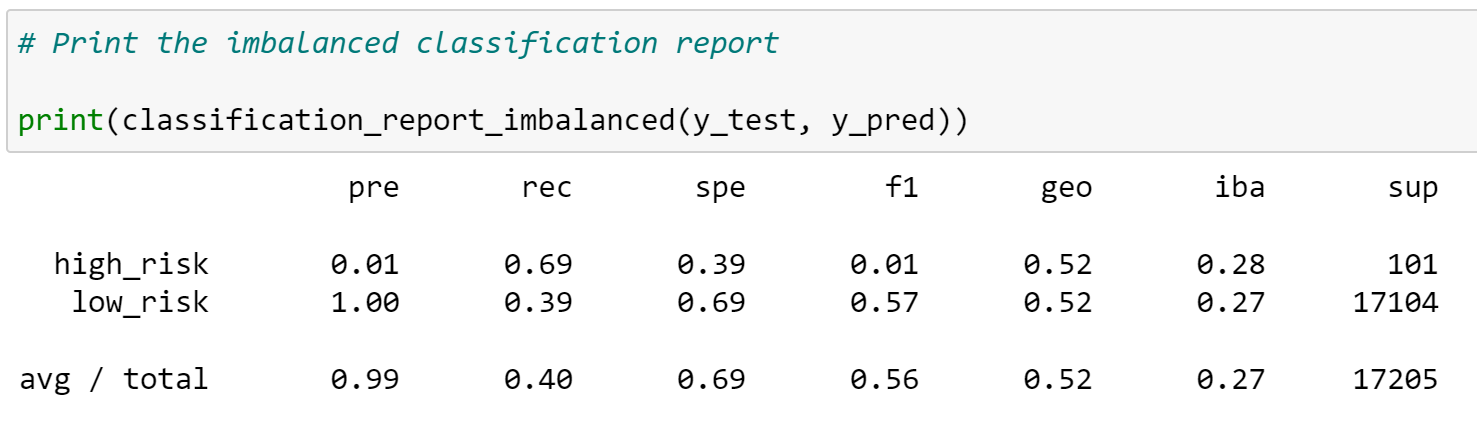 # Print the imbalanced classification report
print(classification_report_imbalanced(y_test, y_pred))
pre rec spe f1 geo iba sup
high_risk 0.01 0.69 0.39 0.01 0.52 0.28 101
low_risk 1.00 0.39 0.69 0.57 0.52 0.27 17104
avg / total 0.99 0.40 0.69 0.56 0.52 0.27 17205